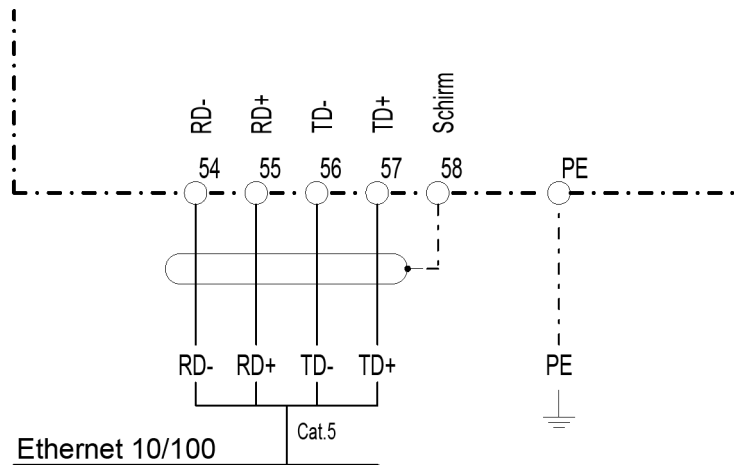 RD- RD+ TD- TD+ Schirm
54 55 56 57 58 PE
RD- RD+ TD- TD+ PE
Cat.5
Ethernet 10/100